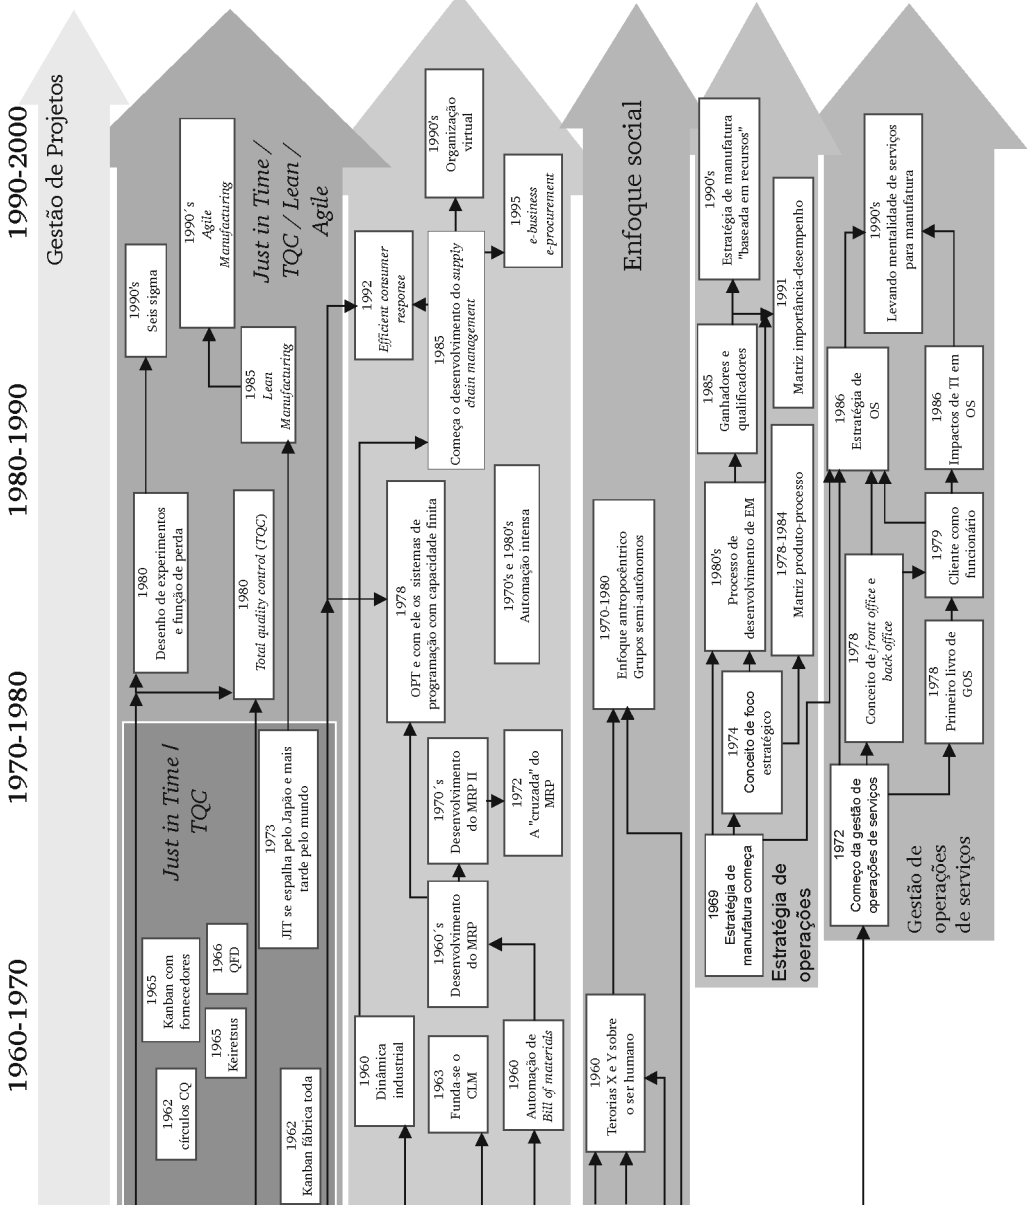 1960-1970
1970-1980
1980-1990
1990-2000
Gestão de Projetos
1962
círculos CQ
1965
Kanban com
fornecedores
1965
Keiretsus
1966
QFD
1962
Kanban fábrica toda
1973
JIT se espalha pelo Japão e mais
tarde pelo mundo
Just in Time /
TQC
1980
Desenho de experimentos
e função de perda
1980
Total quality control (TQC)
1990's
Seis sigma
1985
Lean
Manufacturing
1990´s
Agile
Manufacturing
Just in Time /
TQC / Lean /
Agile
1960
Dinâmica
industrial
1963
Funda-se o
CLM
1960
Automação de
Bill of materials
1960´s
Desenvolvimento
do MRP
1970´s
Desenvolvimento
do MRP II
1972
A "cruzada" do
MRP
1978
OPT e com ele os sistemas de
programação com capacidade finita
1970's e 1980's
Automação intensa
1985
Começa o desenvolvimento do supply
chain management
1992
Efficient consumer
response
1990's
Organização
virtual
1995
e-business
e-procurement
1960
Terorias X e Y sobre
o ser humano
1970-1980
Enfoque antropocêntrico
Grupos semi-autônomos
Enfoque social
1969
Estratégia de
manufatura começa
Estratégia de
operações
1974
Conceito de foco
estratégico
1980's
Processo de
desenvolvimento de EM
1978-1984
Matriz produto-processo
1985
Ganhadores e
qualificadores
1990's
Estratégia de manufatura
"baseada em recursos"
1991
Matriz importância-desempenho
1972
Começo da gestão de
operações de serviços
Gestão de
operações
de serviços
1978
Conceito de front office e
back office
1978
Primeiro livro de
GOS
1979
Cliente como
funcionário
1986
Estratégia de
OS
1986
Impactos de TI em
OS
1990's
Levando mentalidade de serviços
para manufatura